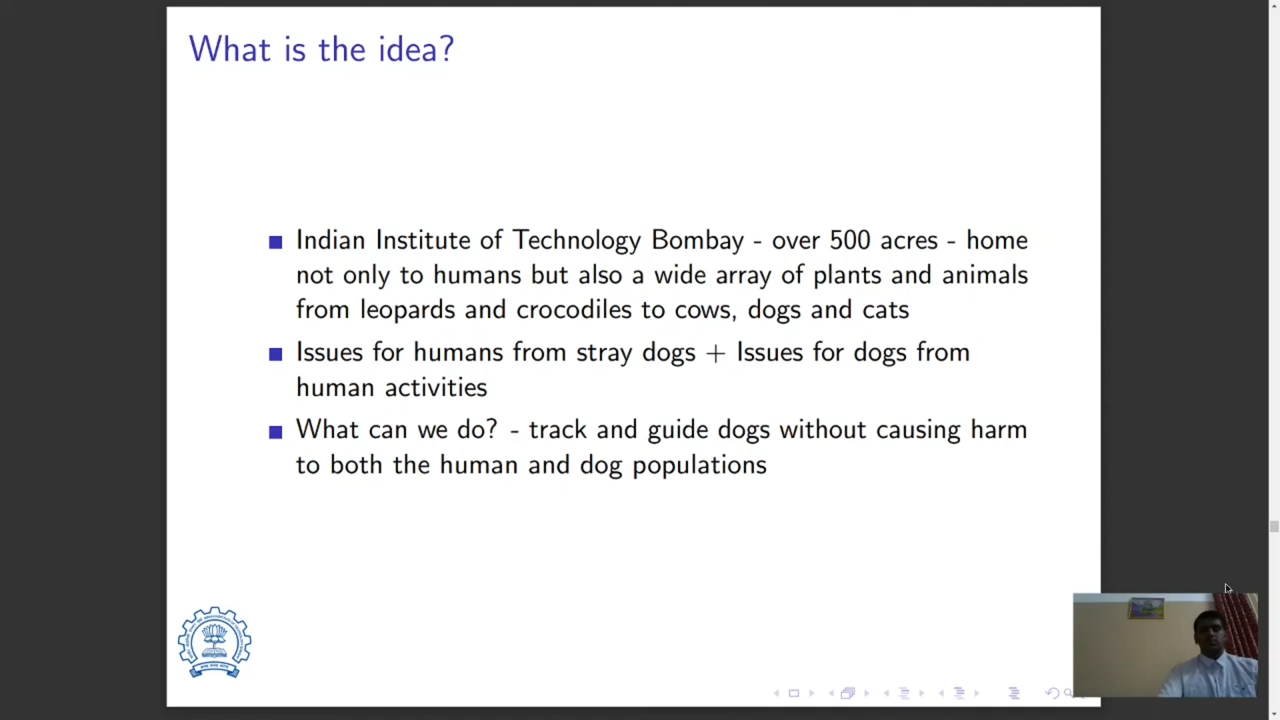 What is the idea?
Indian Institute of Technology Bombay - over 500 acres - home
not only to humans but also a wide array of plants and animals
from leopards and crocodiles to cows, dogs and cats
Issues for humans from stray dogs + Issues for dogs from
human activities
What can we do? - track and guide dogs without causing harm
to both the human and dog populations